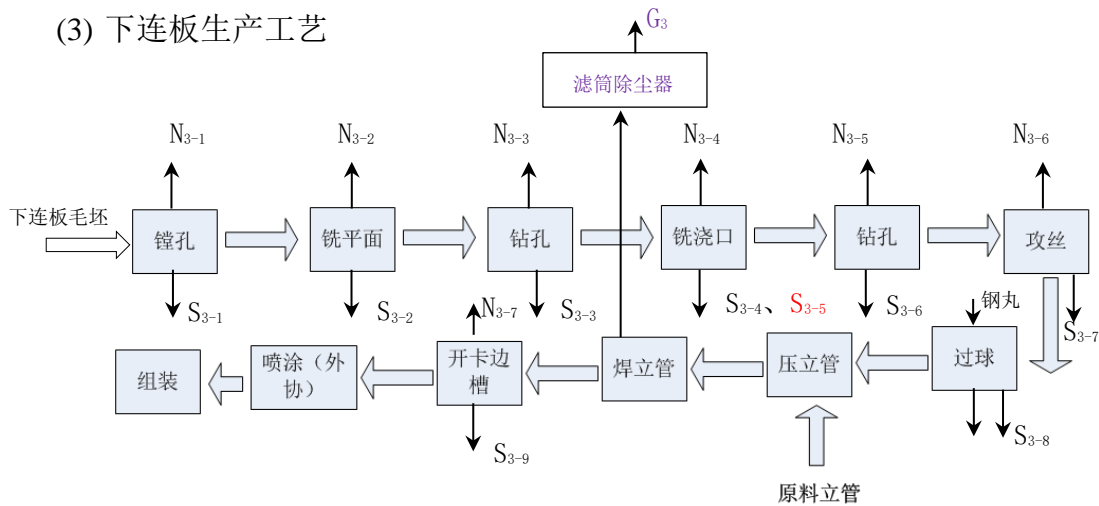 (3) 下连板生产工艺
G3
滤筒除尘器
N3-1
N3-2
N3-3
N3-4
N3-5
N3-6
下连板毛坯
镗孔
铣平面
钻孔
铣浇口
钻孔
攻丝
S3-1
S3-2
N3-7
S3-3
S3-4、S3-5
S3-6
钢丸
S3-7
组装
喷涂（外
协）
开卡边
槽
焊立管
压立管
过球
S3-9
S3-8
原料立管